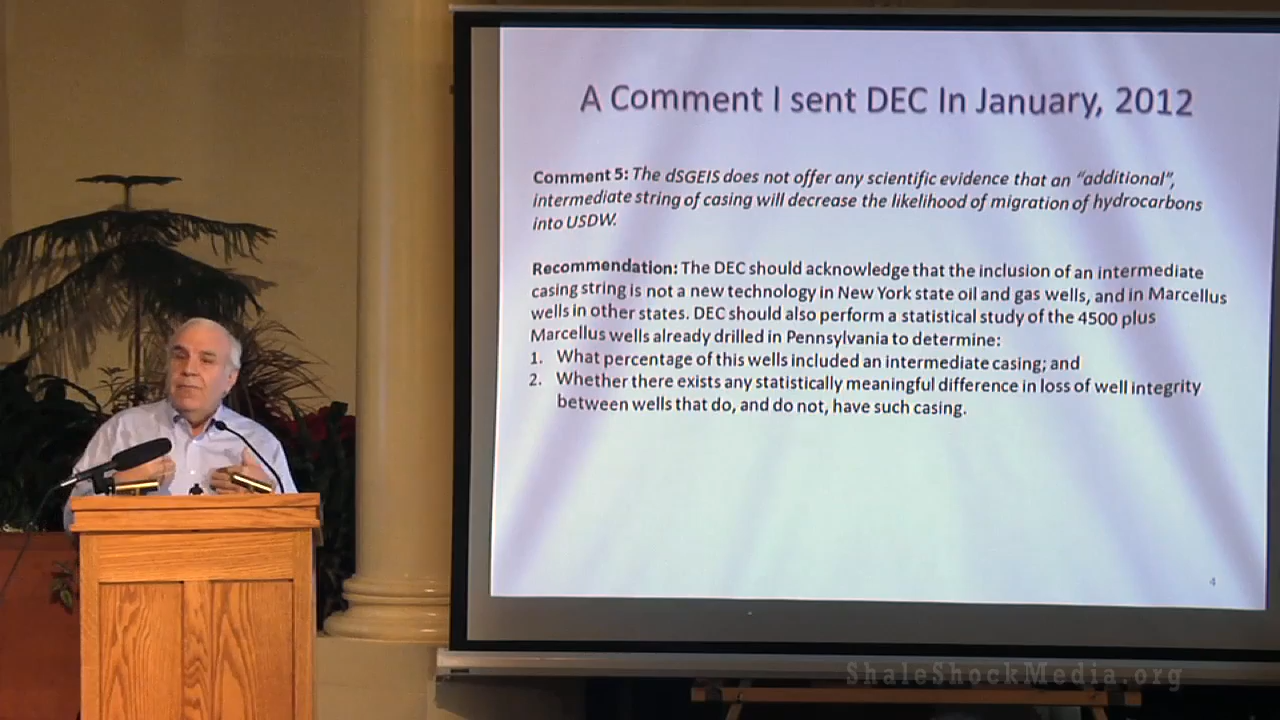 A Comment I sent DEC In January, 2012
Comment 5: The dSGEIS does not offer any scientific evidence that an “additional”,
intermediate string of casing will decrease the likelihood of migration of hydrocarbons
into USDW.
Recommendation: The DEC should acknowledge that the inclusion of an intermediate
casing string is not a new technology in New York state oil and gas wells, and in Marcellus
wells in other states. DEC should also perform a statistical study of the 4500 plus
Marcellus wells already drilled in Pennsylvania to determine:
1. What percentage of this wells included an intermediate casing; and
2. Whether there exists any statistically meaningful difference in loss of well integrity
between wells that do, and do not, have such casing.
4
ShaleShockMedia.org